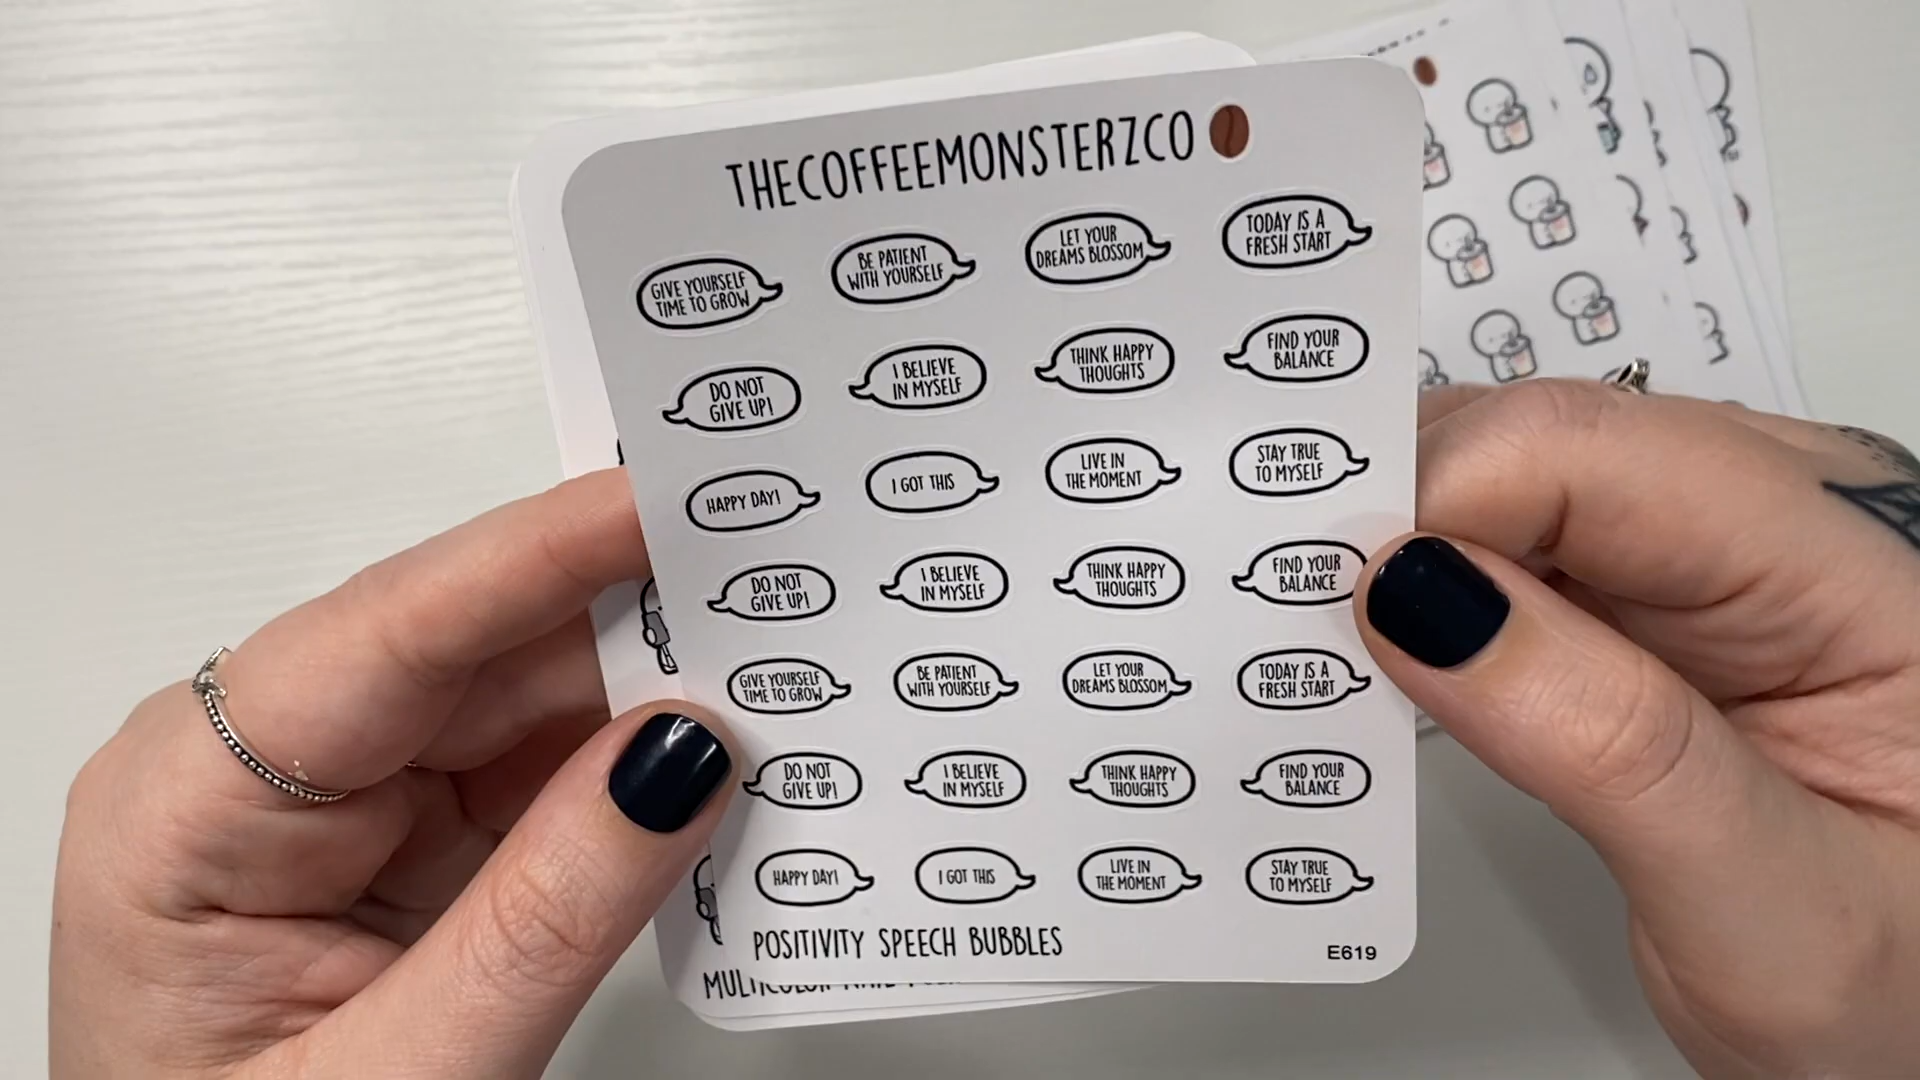 THECOFFEEMONSTERZCO
GIVE YOURSELF
TIME TO GROW
BE PATIENT
WITH YOURSELF
LET YOUR
DREAMS BLOSSOM
TODAY IS A
FRESH START
DO NOT
GIVE UP!
I BELIEVE
IN MYSELF
THINK HAPPY
THOUGHTS
FIND YOUR
BALANCE
HAPPY DAY!
I GOT THIS
LIVE IN
THE MOMENT
STAY TRUE
TO MYSELF
DO NOT
GIVE UP!
I BELIEVE
IN MYSELF
THINK HAPPY
THOUGHTS
FIND YOUR
BALANCE
GIVE YOURSELF
TIME TO GROW
BE PATIENT
WITH YOURSELF
LET YOUR
DREAMS BLOSSOM
TODAY IS A
FRESH START
DO NOT
GIVE UP!
I BELIEVE
IN MYSELF
THINK HAPPY
THOUGHTS
FIND YOUR
BALANCE
HAPPY DAY!
I GOT THIS
LIVE IN
THE MOMENT
STAY TRUE
TO MYSELF
POSITIVITY SPEECH BUBBLES
E619
MULTICOLOR